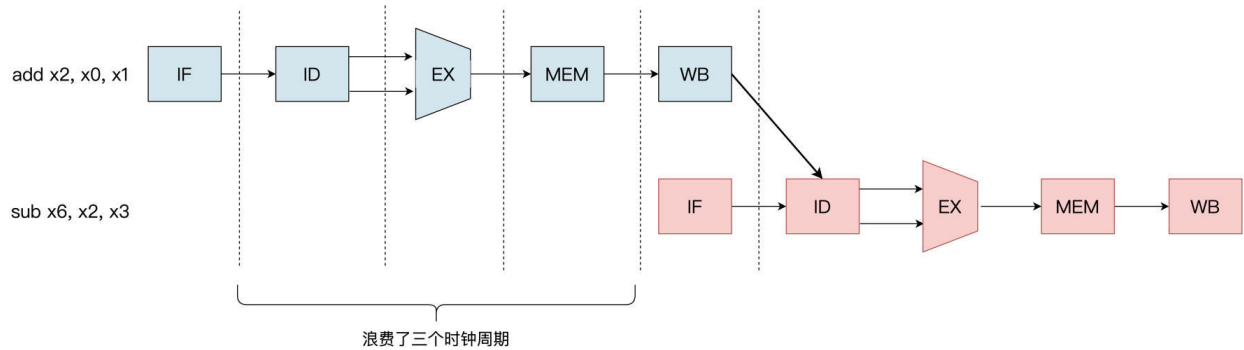 add x2, x0, x1 IF ID EX MEM WB
sub x6, x2, x3 IF ID EX MEM WB
浪费了三个时钟周期